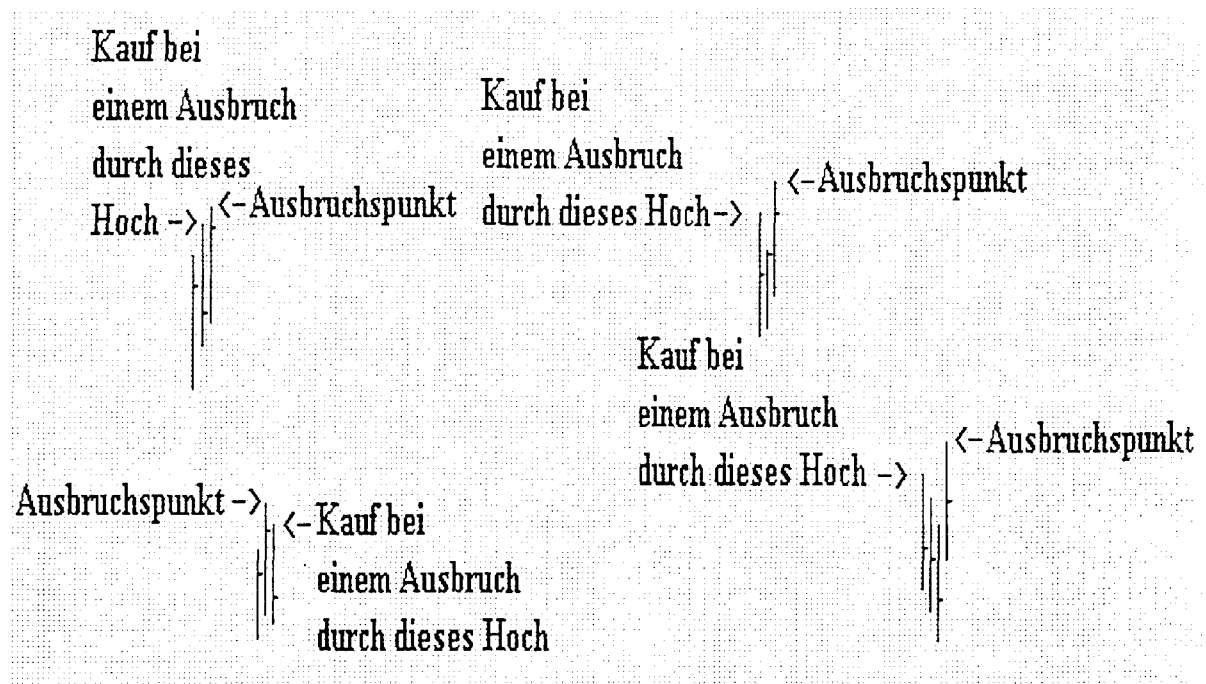 Kauf bei
einem Ausbruch
durch dieses
Hoch –>
<–Ausbruchspunkt
Kauf bei
einem Ausbruch
durch dieses Hoch–>
<–Ausbruchspunkt
Kauf bei
einem Ausbruch
durch dieses Hoch –>
<–Ausbruchspunkt
Ausbruchspunkt –>
<–Kauf bei
einem Ausbruch
durch dieses Hoch